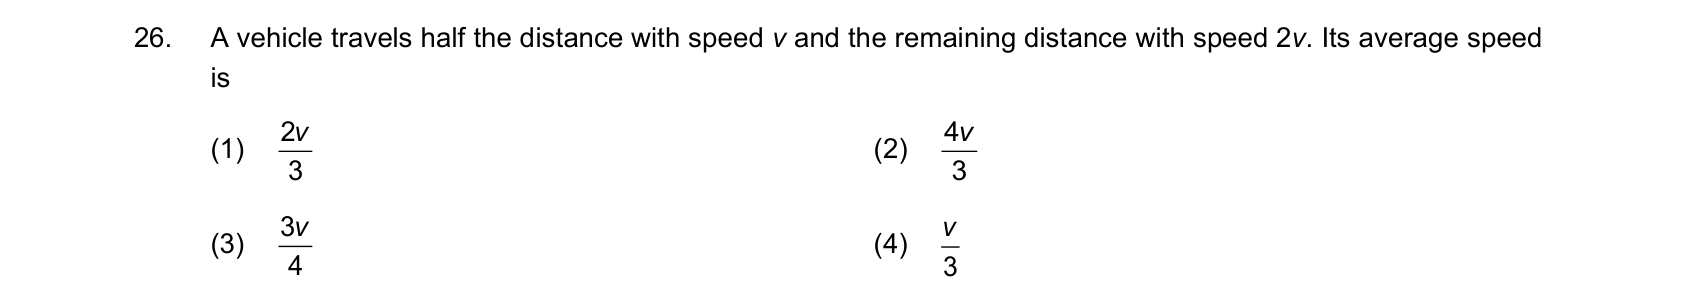 26. A vehicle travels half the distance with speed v and the remaining distance with speed 2v. Its average speed
is
(1) 2v/3 (2) 4v/3
(3) 3v/4 (4) v/3